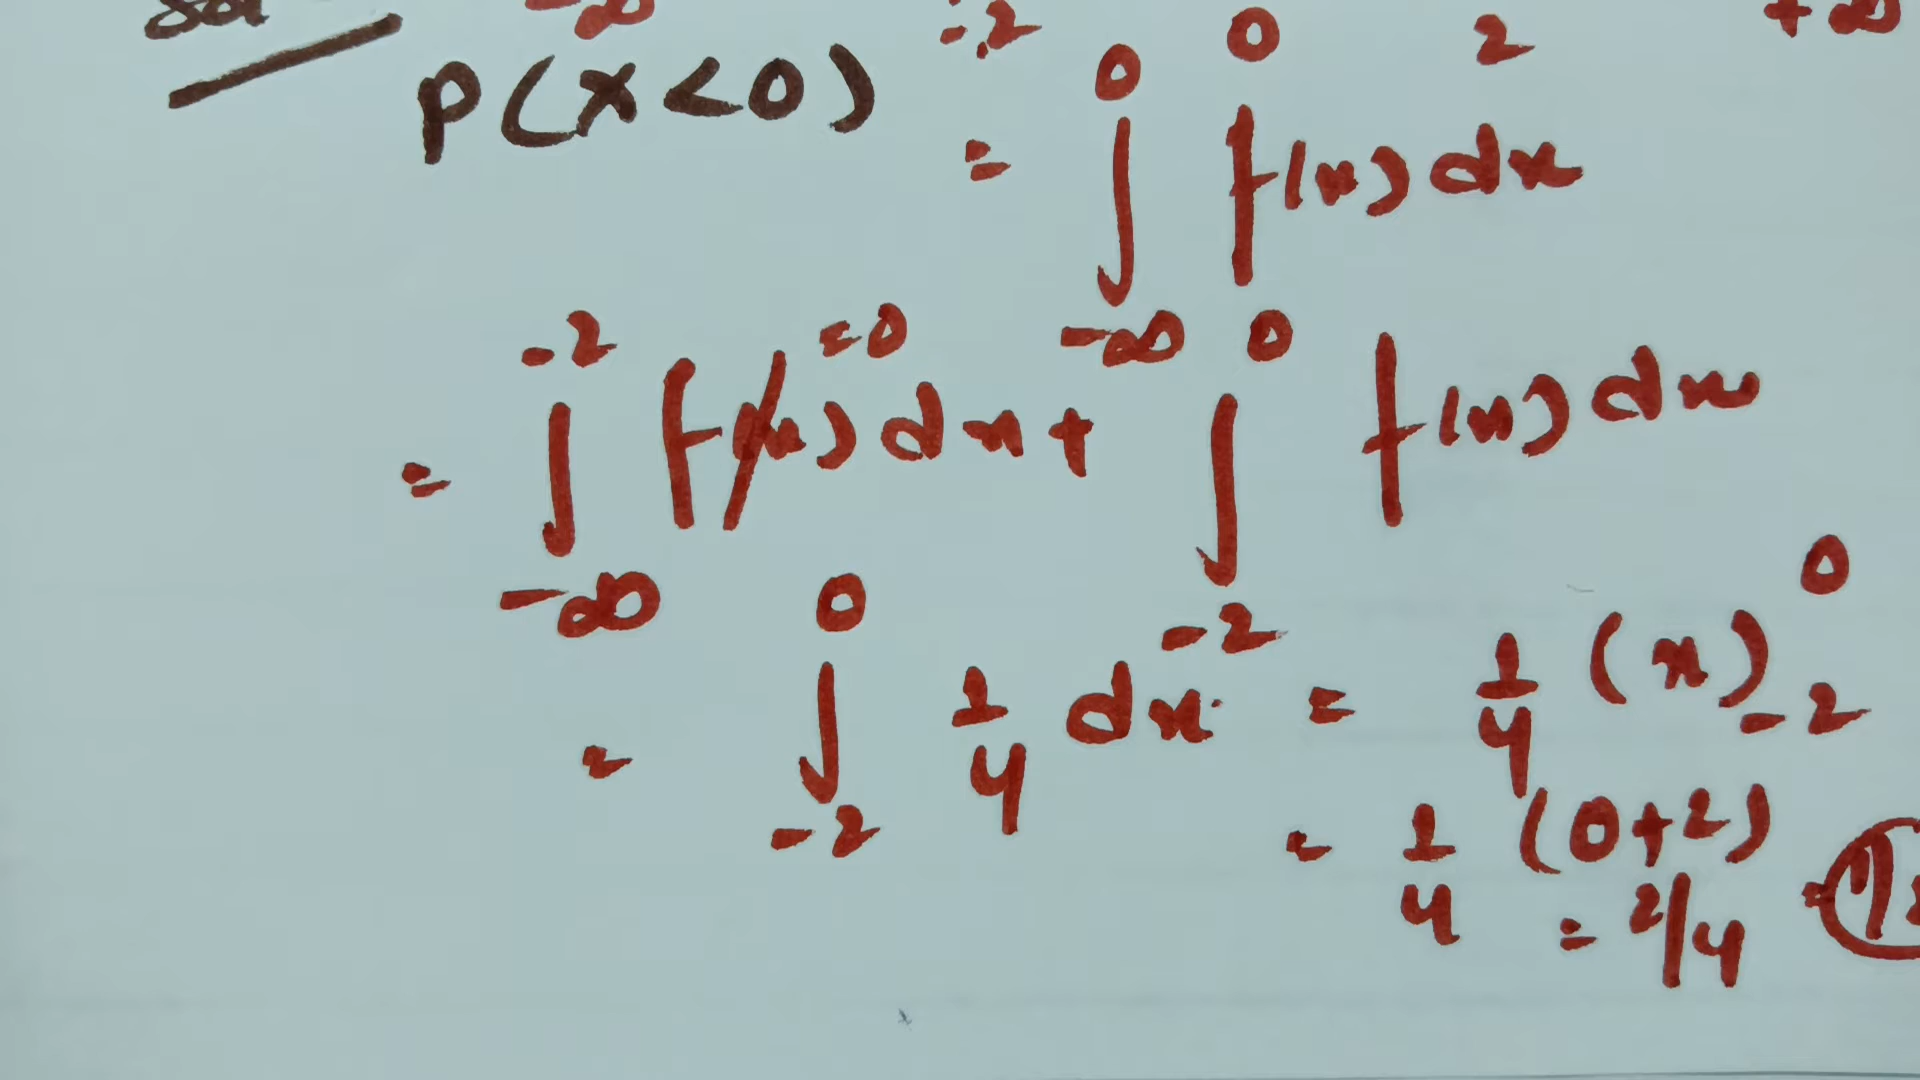 -∞ -2 0 2 +∞
P(X<0) = ∫_{-∞}^{0} f(x) dx
= ∫_{-∞}^{-2} f(x) dx =0 + ∫_{-2}^{0} f(x) dx
= ∫_{-2}^{0} 1/4 dx = 1/4 (x)_{-2}^{0}
= 1/4 (0+2)
= 2/4 =